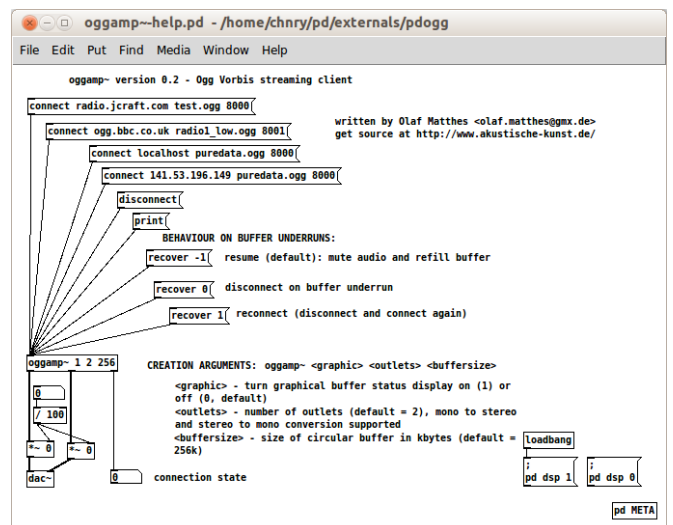 oggamp~-help.pd - /home/chnry/pd/externals/pdogg
File Edit Put Find Media Window Help
oggamp~ version 0.2 - Ogg Vorbis streaming client
connect radio.jcraft.com test.ogg 8000
written by Olaf Matthes <olaf.matthes@gmx.de>
connect ogg.bbc.co.uk radio1_low.ogg 8001
get source at http://www.akustische-kunst.de/
connect localhost puredata.ogg 8000
connect 141.53.196.149 puredata.ogg 8000
disconnect
print
BEHAVIOUR ON BUFFER UNDERRUNS:
recover -1
resume (default): mute audio and refill buffer
recover 0
disconnect on buffer underrun
recover 1
reconnect (disconnect and connect again)
oggamp~ 1 2 256
CREATION ARGUMENTS: oggamp~ <graphic> <outlets> <buffersize>
<graphic> - turn graphical buffer status display on (1) or
off (0, default)
<outlets> - number of outlets (default = 2), mono to stereo
and stereo to mono conversion supported
<buffersize> - size of circular buffer in kbytes (default =
256k)
0
/ 100
*~ 0
*~ 0
dac~
0
connection state
loadbang
;
pd dsp 1
;
pd dsp 0
pd META